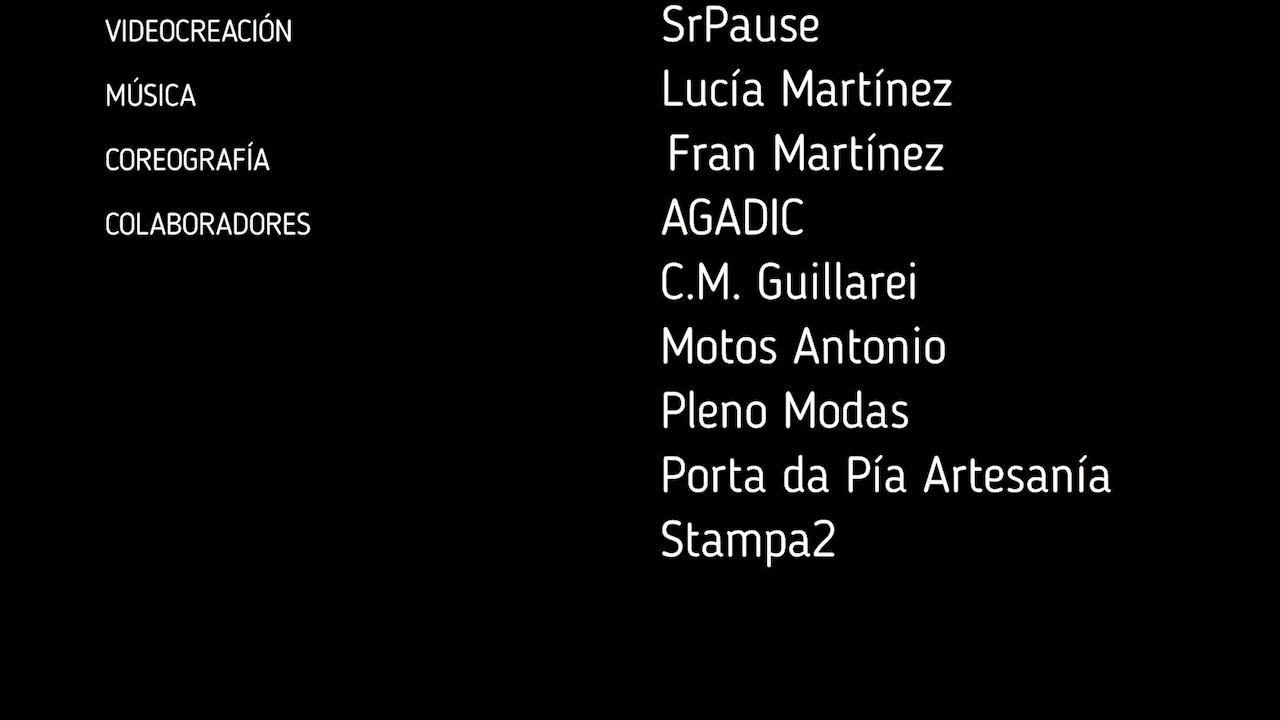 VIDEOCREACIÓN SrPause
MÚSICA Lucía Martínez
COREOGRAFÍA Fran Martínez
COLABORADORES AGADIC
C.M. Guillarei
Motos Antonio
Pleno Modas
Porta da Pía Artesanía
Stampa2